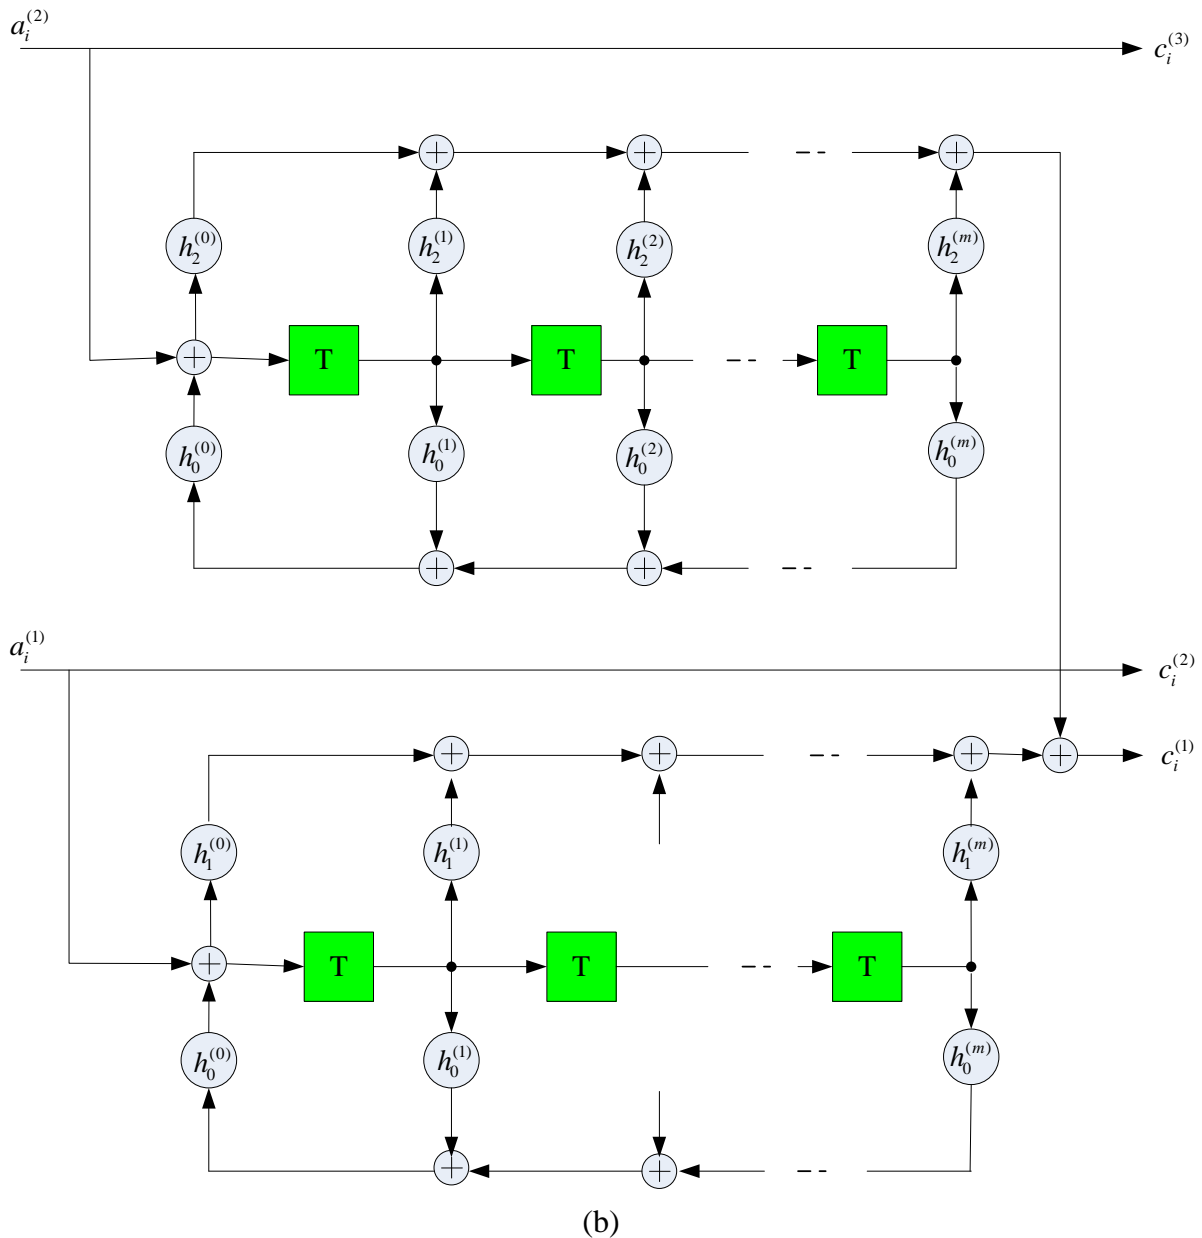 a_i^{(2)}
c_i^{(3)}
+ + +
h_2^{(0)} h_2^{(1)} h_2^{(2)} h_2^{(m)}
+ T T T
h_0^{(0)} h_0^{(1)} h_0^{(2)} h_0^{(m)}
+ +
a_i^{(1)}
c_i^{(2)}
+ + + + c_i^{(1)}
h_1^{(0)} h_1^{(1)} h_1^{(m)}
+ T T T
h_0^{(0)} h_0^{(1)} h_0^{(m)}
+ +
(b)